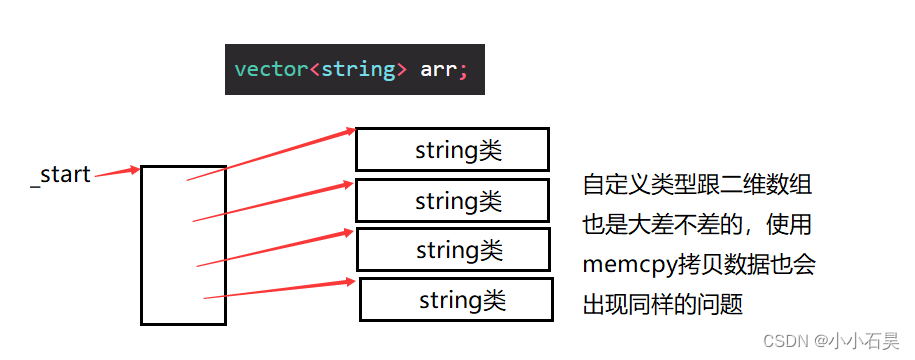 vector<string> arr;
_start
string类
string类
string类
string类
自定义类型跟二维数组
也是大差不差的，使用
memcpy拷贝数据也会
出现同样的问题
CSDN @小小石昊